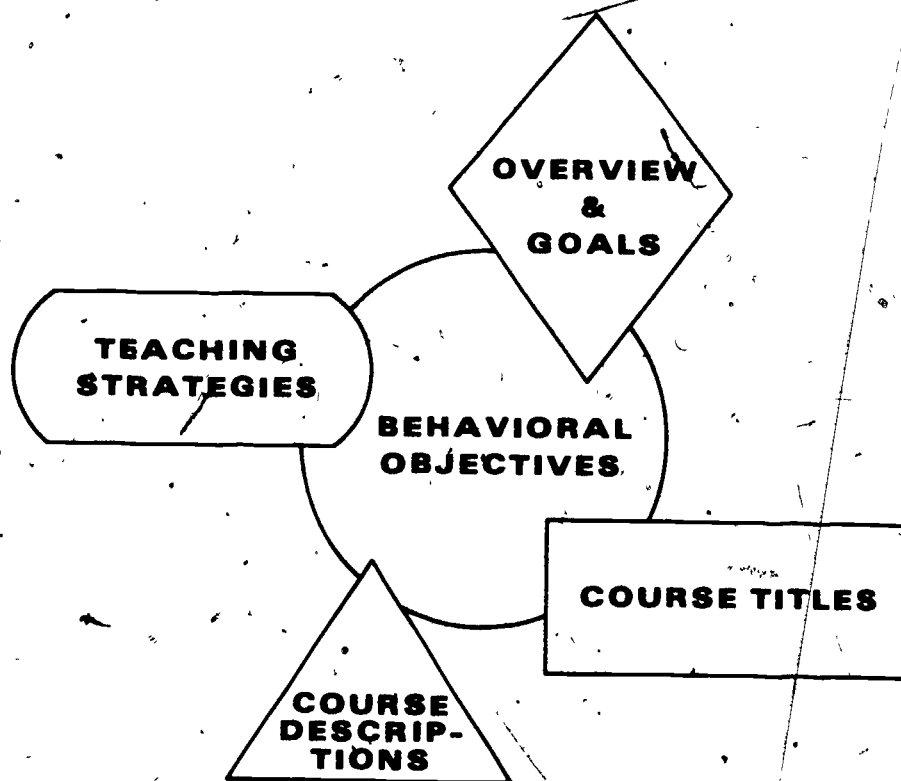 OVERVIEW
&
GOALS
TEACHING
STRATEGIES
BEHAVIORAL
OBJECTIVES
COURSE TITLES
COURSE
DESCRIP-
TIONS